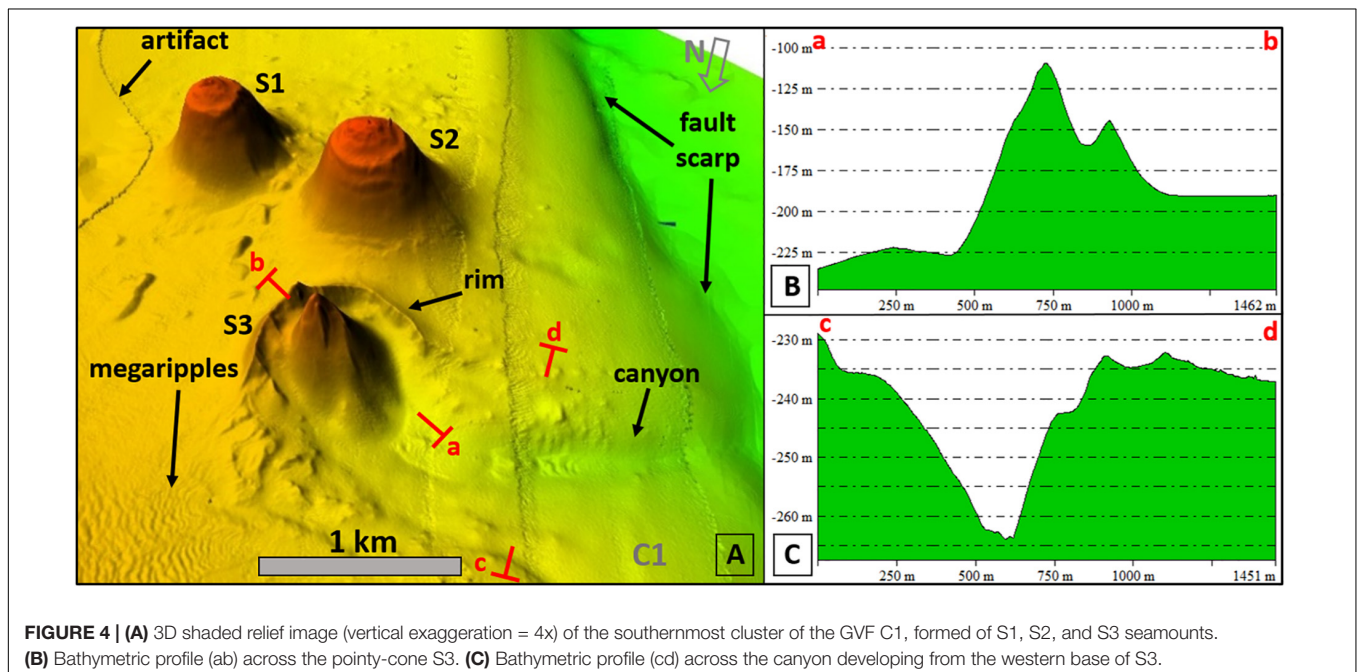 artifact
S1
S2
N
fault
scarp
b
S3
rim
megaripples
d
canyon
a
1 km
c
C1
A
a
b
-100 m
-125 m
-150 m
-175 m
-200 m
-225 m
B
250 m 500 m 750 m 1000 m 1462 m
c
d
-230 m
-240 m
-250 m
-260 m
C
250 m 500 m 750 m 1000 m 1451 m
FIGURE 4 | (A) 3D shaded relief image (vertical exaggeration = 4x) of the southernmost cluster of the GVF C1, formed of S1, S2, and S3 seamounts.
(B) Bathymetric profile (ab) across the pointy-cone S3. (C) Bathymetric profile (cd) across the canyon developing from the western base of S3.